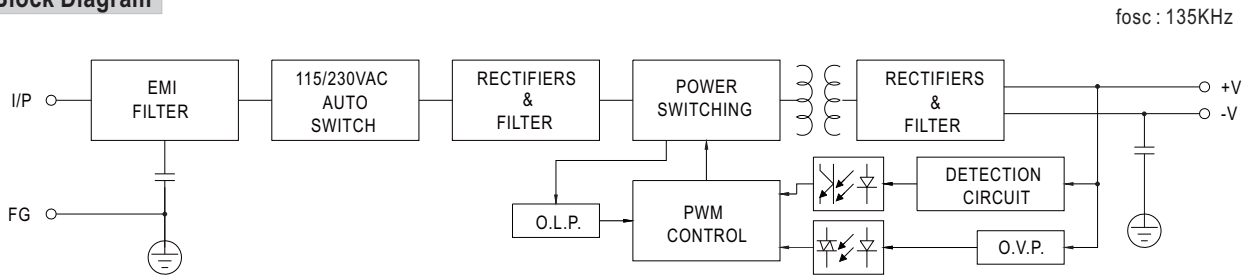 Block Diagram
fosc : 135KHz
I/P
EMI
FILTER
115/230VAC
AUTO
SWITCH
RECTIFIERS
&
FILTER
POWER
SWITCHING
RECTIFIERS
&
FILTER
+V
-V
FG
O.L.P.
PWM
CONTROL
DETECTION
CIRCUIT
O.V.P.